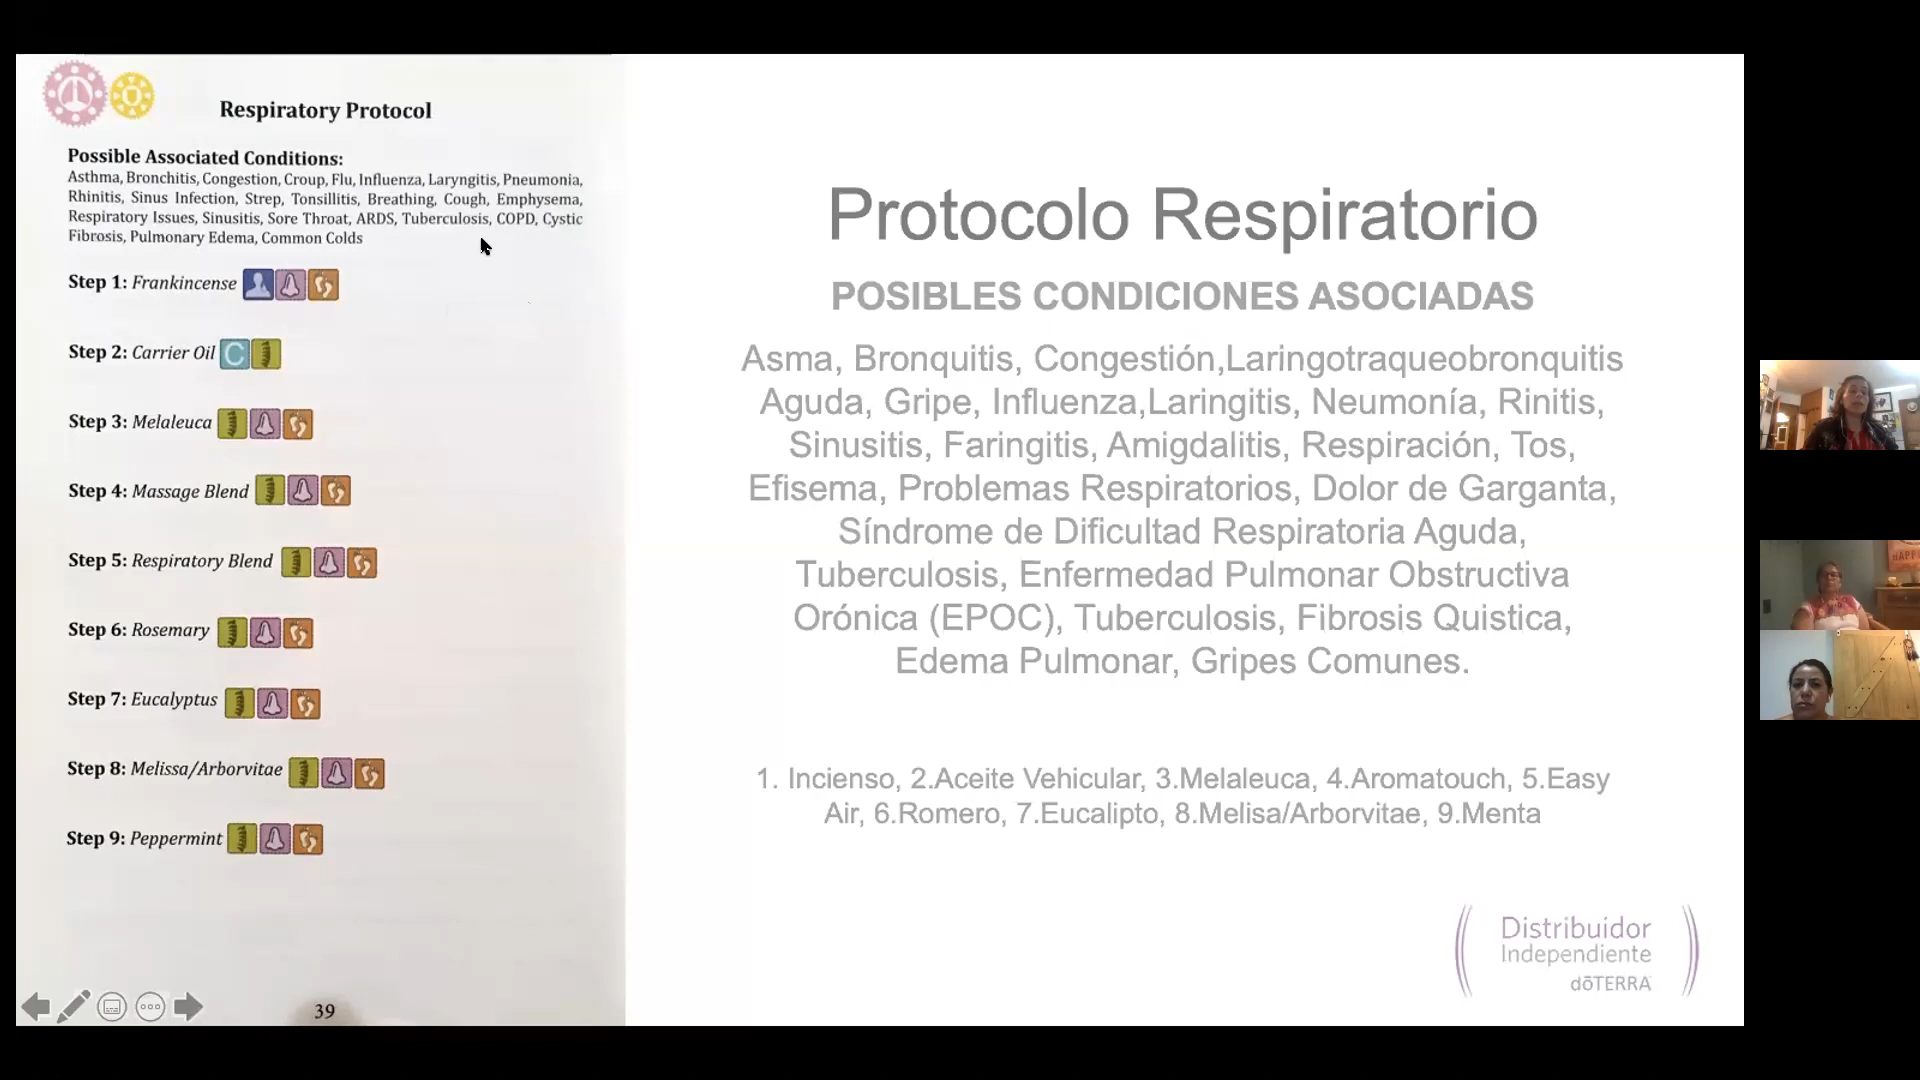 Respiratory Protocol
Possible Associated Conditions:
Asthma, Bronchitis, Congestion, Croup, Flu, Influenza, Laryngitis, Pneumonia,
Rhinitis, Sinus Infection, Strep, Tonsillitis, Breathing, Cough, Emphysema,
Respiratory Issues, Sinusitis, Sore Throat, ARDS, Tuberculosis, COPD, Cystic
Fibrosis, Pulmonary Edema, Common Colds
Step 1: Frankincense
Step 2: Carrier Oil C
Step 3: Melaleuca
Step 4: Massage Blend
Step 5: Respiratory Blend
Step 6: Rosemary
Step 7: Eucalyptus
Step 8: Melissa/Arborvitae
Step 9: Peppermint
39
Protocolo Respiratorio
POSIBLES CONDICIONES ASOCIADAS
Asma, Bronquitis, Congestión,Laringotraqueobronquitis
Aguda, Gripe, Influenza,Laringitis, Neumonía, Rinitis,
Sinusitis, Faringitis, Amigdalitis, Respiración, Tos,
Efisema, Problemas Respiratorios, Dolor de Garganta,
Síndrome de Dificultad Respiratoria Aguda,
Tuberculosis, Enfermedad Pulmonar Obstructiva
Orónica (EPOC), Tuberculosis, Fibrosis Quistica,
Edema Pulmonar, Gripes Comunes.
1. Incienso, 2.Aceite Vehicular, 3.Melaleuca, 4.Aromatouch, 5.Easy
Air, 6.Romero, 7.Eucalipto, 8.Melisa/Arborvitae, 9.Menta
Distribuidor
Independiente
dōTERRA